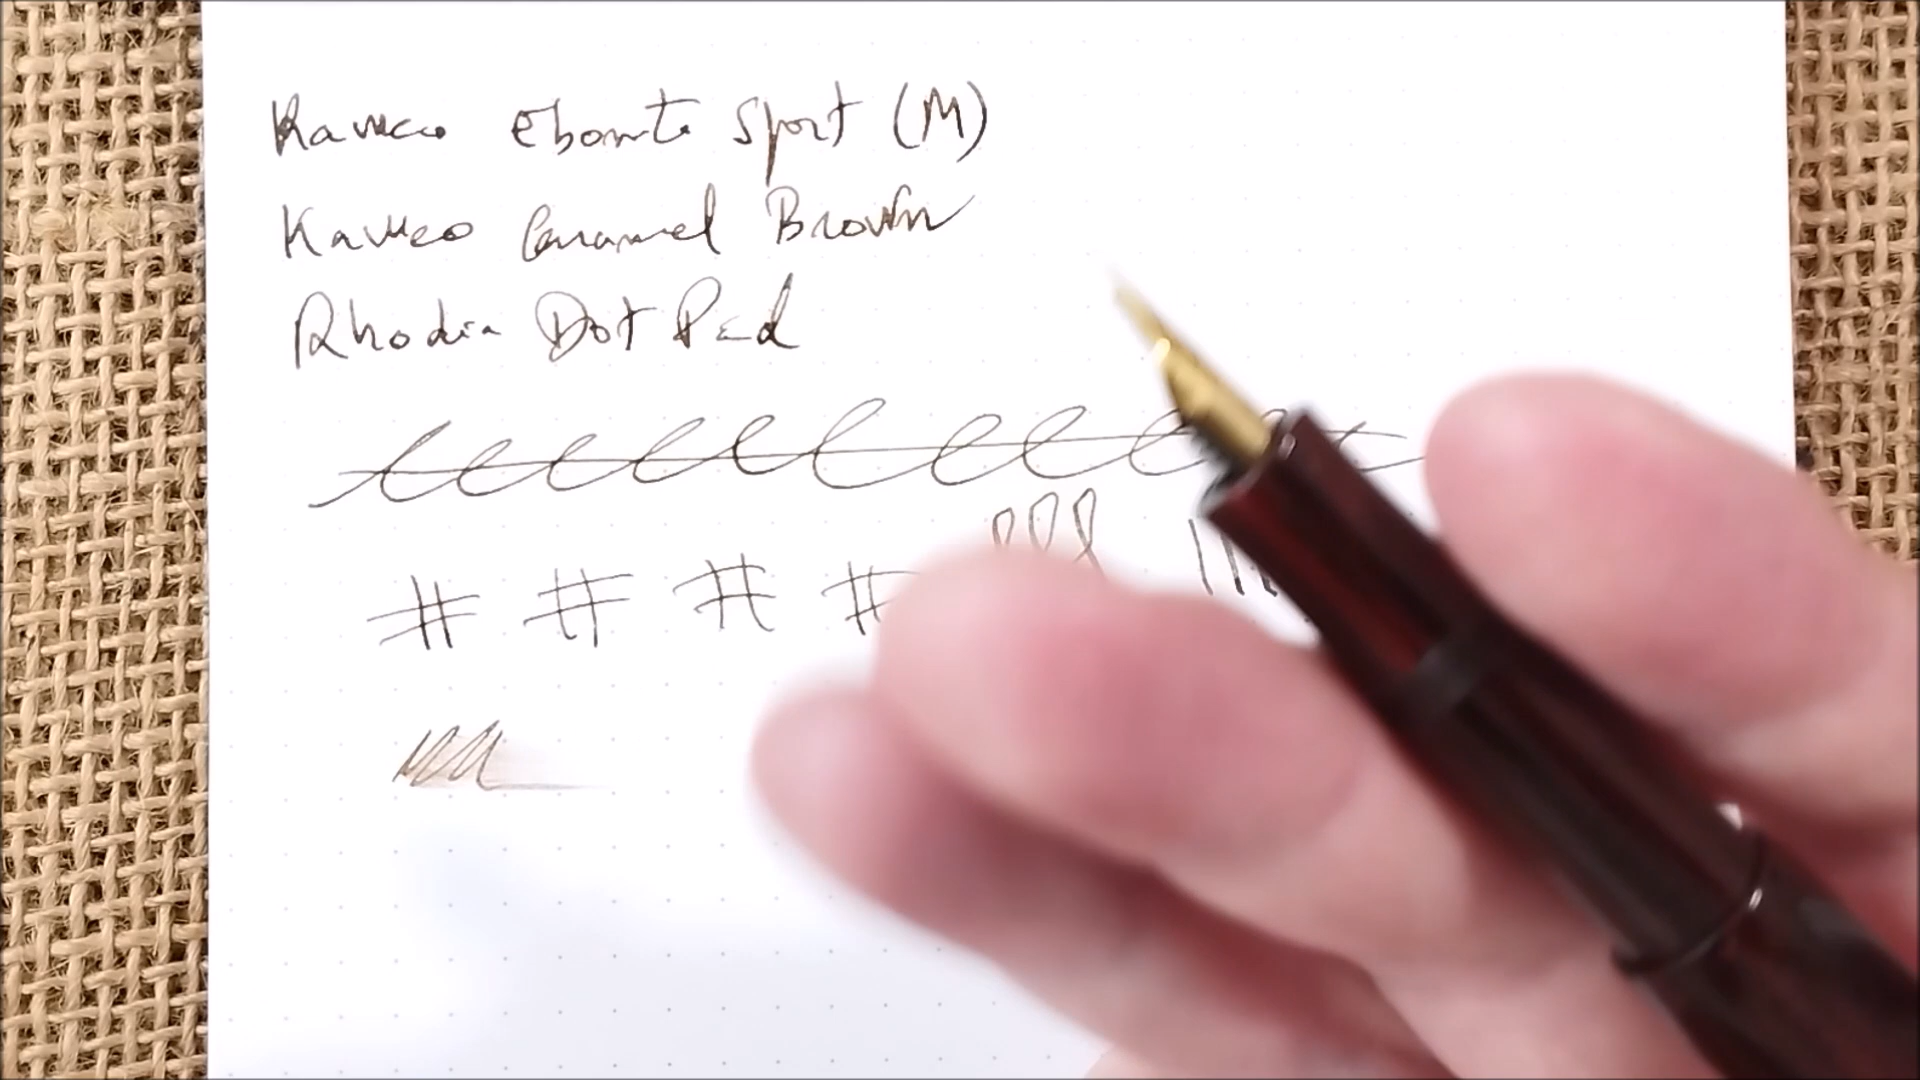 Kaweco Ebonite Sport (M)
Kaweco Caramel Brown
Rhodia Dot Pad
# # # #